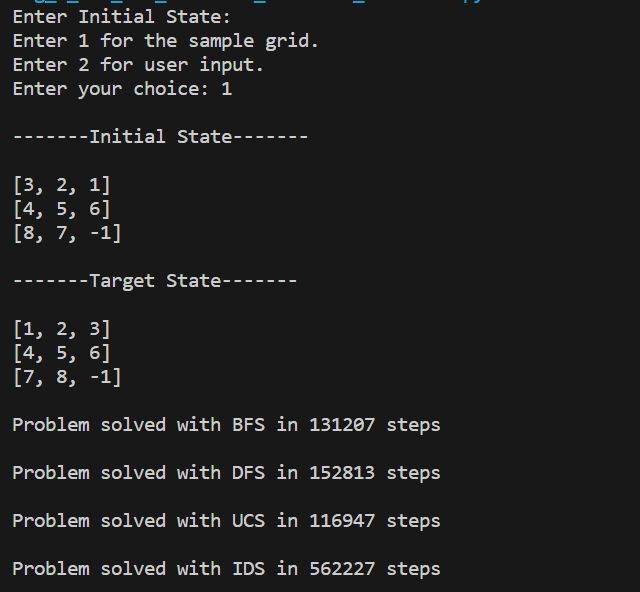 Enter Initial State:
Enter 1 for the sample grid.
Enter 2 for user input.
Enter your choice: 1
-------Initial State-------
[3, 2, 1]
[4, 5, 6]
[8, 7, -1]
-------Target State-------
[1, 2, 3]
[4, 5, 6]
[7, 8, -1]
Problem solved with BFS in 131207 steps
Problem solved with DFS in 152813 steps
Problem solved with UCS in 116947 steps
Problem solved with IDS in 562227 steps